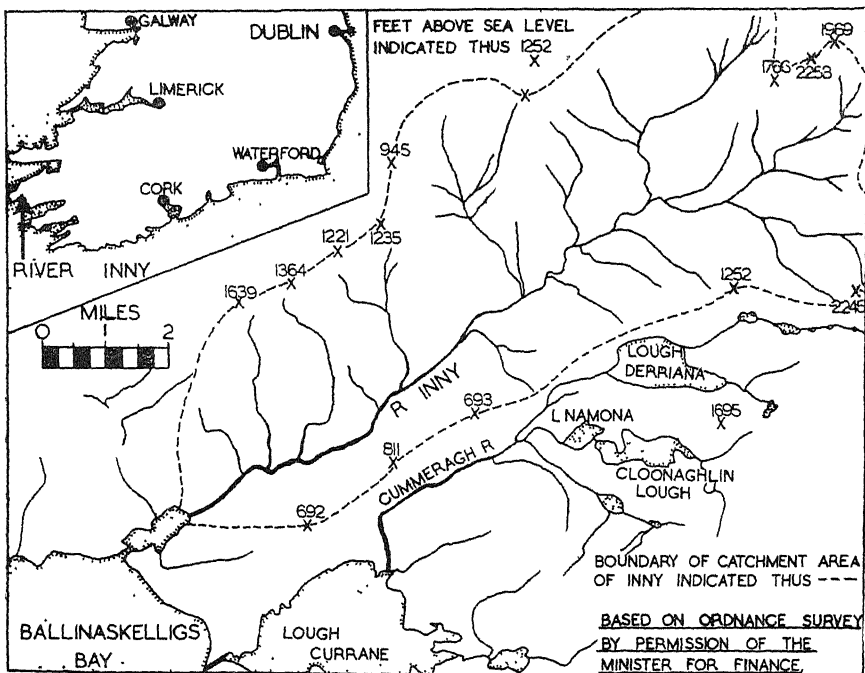 GALWAY
DUBLIN
LIMERICK
WATERFORD
CORK
RIVER INNY
FEET ABOVE SEA LEVEL
INDICATED THUS 1252
1969
1766
2258
945
1235
1221
1364
1639
MILES
0 2
1252
2245
LOUGH
DERRIANA
R INNY
693
L NAMONA
1695
811
CUMMERAGH R
CLOONAGHLIN
LOUGH
692
BOUNDARY OF CATCHMENT AREA
OF INNY INDICATED THUS ---
BALLINASKELLIGS
BAY
LOUGH
CURRANE
BASED ON ORDNANCE SURVEY
BY PERMISSION OF THE
MINISTER FOR FINANCE.